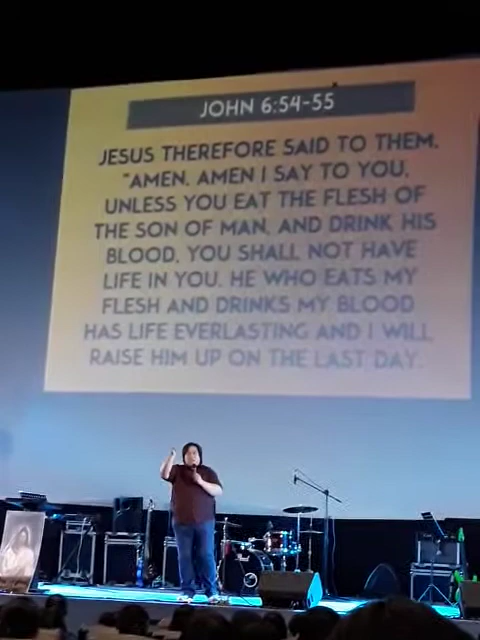 JOHN 6:54-55
JESUS THEREFORE SAID TO THEM,
"AMEN, AMEN I SAY TO YOU,
UNLESS YOU EAT THE FLESH OF
THE SON OF MAN, AND DRINK HIS
BLOOD, YOU SHALL NOT HAVE
LIFE IN YOU. HE WHO EATS MY
FLESH AND DRINKS MY BLOOD
HAS LIFE EVERLASTING AND I WILL
RAISE HIM UP ON THE LAST DAY.